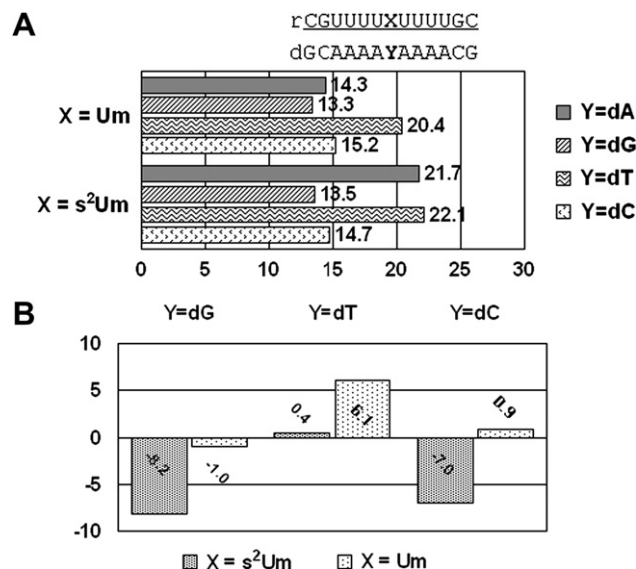 A
rCGUUUUXUUUUGC
dGCAAAAYAAAACG
X = Um
14.3
13.3
20.4
15.2
X = s²Um
21.7
13.5
22.1
14.7
0 5 10 15 20 25 30
Y=dA
Y=dG
Y=dT
Y=dC
B
Y=dG Y=dT Y=dC
10
5
0
-5
-10
-8.2
-1.0
0.4
6.1
-7.0
0.9
X = s²Um X = Um